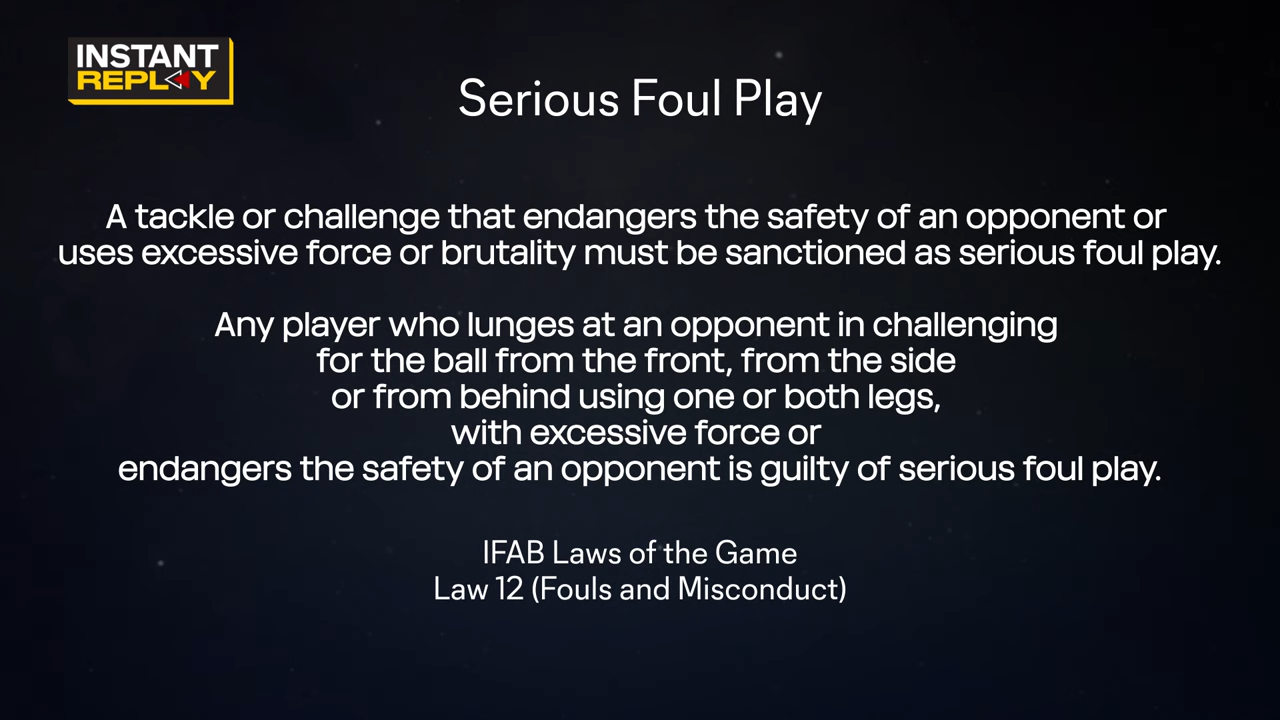 INSTANT
REPLAY
Serious Foul Play
A tackle or challenge that endangers the safety of an opponent or
uses excessive force or brutality must be sanctioned as serious foul play.
Any player who lunges at an opponent in challenging
for the ball from the front, from the side
or from behind using one or both legs,
with excessive force or
endangers the safety of an opponent is guilty of serious foul play.
IFAB Laws of the Game
Law 12 (Fouls and Misconduct)